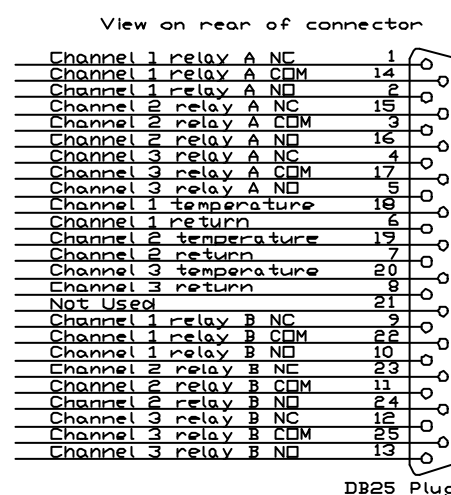 View on rear of connector
Channel 1 relay A NC 1
Channel 1 relay A COM 14
Channel 1 relay A NO 2
Channel 2 relay A NC 15
Channel 2 relay A COM 3
Channel 2 relay A NO 16
Channel 3 relay A NC 4
Channel 3 relay A COM 17
Channel 3 relay A NO 5
Channel 1 temperature 18
Channel 1 return 6
Channel 2 temperature 19
Channel 2 return 7
Channel 3 temperature 20
Channel 3 return 8
Not Used 21
Channel 1 relay B NC 9
Channel 1 relay B COM 22
Channel 1 relay B NO 10
Channel 2 relay B NC 23
Channel 2 relay B COM 11
Channel 2 relay B NO 24
Channel 3 relay B NC 12
Channel 3 relay B COM 25
Channel 3 relay B NO 13
DB25 Plug